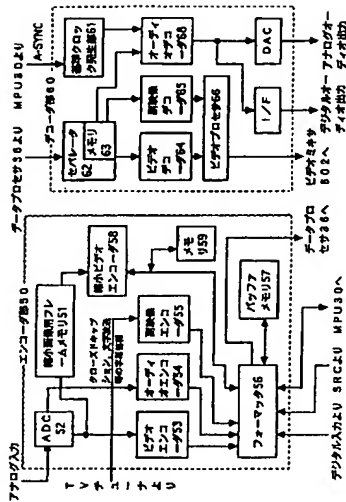 アナログ入力
エンコーダ部50
ADC
52
縮小画像用フレ
ームメモリ51
TVチューナより
クローズドキャプ
ション、文字放送
等の字幕情報
縮小ビデオ
エンコーダ58
メモ
リ59
ビデオ
エンコ
ーダ53
オーディ
オエンコ
ーダ54
副映像
エンコ
ーダ55
フォーマッタ56
バッファ
メモリ57
デジタル入力より
SRCより
MPU30へ
データプロ
セサ36へ
データプロセサ36より
MPU30より
A-SYNC
デコーダ部60
セパレータ
62
メモリ
63
基準クロッ
ク発生部61
ビデオ
デコー
ダ64
副映像
デコー
ダ65
オーディ
オデコー
ダ68
ビデオプロセサ66
I/F
DAC
ビデオミキサ
602へ
デジタルオー
ディオ出力
アナログオー
ディオ出力